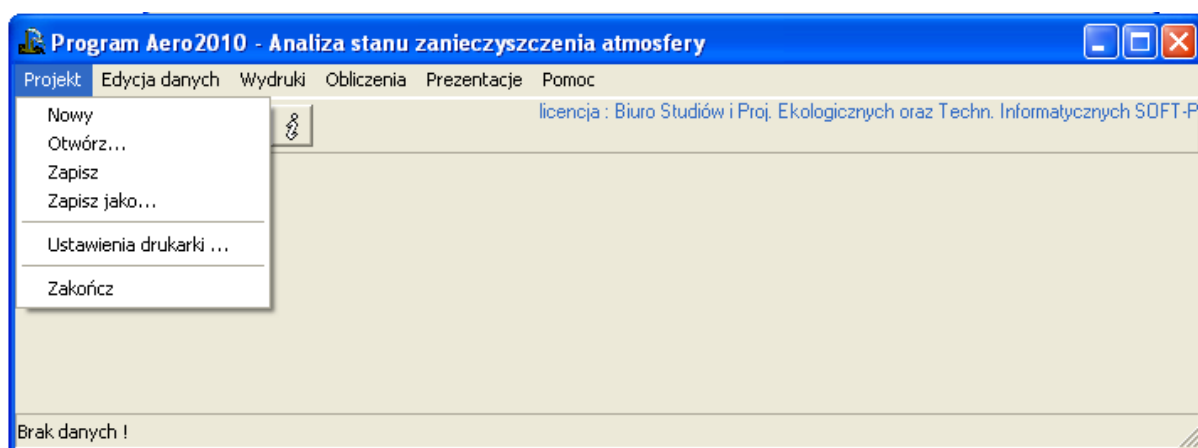 Program Aero2010 - Analiza stanu zanieczyszczenia atmosfery
Projekt Edycja danych Wydruki Obliczenia Prezentacje Pomoc
licencja : Biuro Studiów i Proj. Ekologicznych oraz Techn. Informatycznych SOFT-P
Nowy
Otwórz...
Zapisz
Zapisz jako...
Ustawienia drukarki ...
Zakończ
Brak danych !